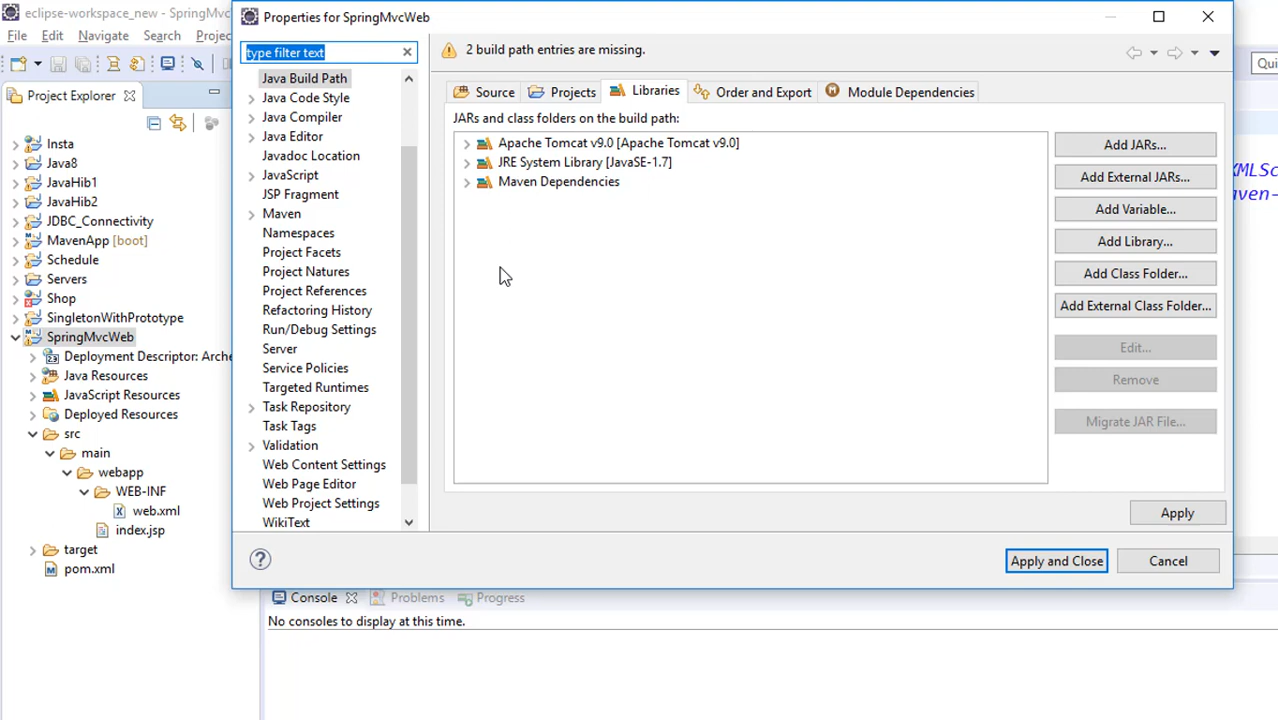 eclipse-workspace_new - SpringMvc
File Edit Navigate Search Projec
Project Explorer
Insta
Java8
JavaHib1
JavaHib2
JDBC_Connectivity
MavenApp [boot]
Schedule
Servers
Shop
SingletonWithPrototype
SpringMvcWeb
Deployment Descriptor: Arche
Java Resources
JavaScript Resources
Deployed Resources
src
main
webapp
WEB-INF
web.xml
index.jsp
target
pom.xml
Properties for SpringMvcWeb
type filter text
Java Build Path
Java Code Style
Java Compiler
Java Editor
Javadoc Location
JavaScript
JSP Fragment
Maven
Namespaces
Project Facets
Project Natures
Project References
Refactoring History
Run/Debug Settings
Server
Service Policies
Targeted Runtimes
Task Repository
Task Tags
Validation
Web Content Settings
Web Page Editor
Web Project Settings
WikiText
2 build path entries are missing.
Source Projects Libraries Order and Export Module Dependencies
JARs and class folders on the build path:
Apache Tomcat v9.0 [Apache Tomcat v9.0]
JRE System Library [JavaSE-1.7]
Maven Dependencies
Add JARs...
Add External JARs...
Add Variable...
Add Library...
Add Class Folder...
Add External Class Folder...
Edit...
Remove
Migrate JAR File...
Apply
Apply and Close Cancel
Qui
XMLSc
aven-
Console Problems Progress
No consoles to display at this time.